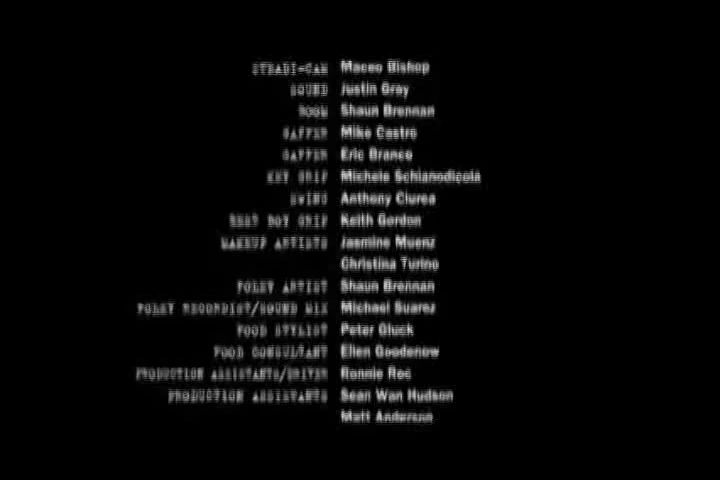 STEADI-CAM Maceo Bishop
SOUND Justin Gray
BOOM Shaun Brennan
GAFFER Mike Castro
GAFFER Eric Branco
KEY GRIP Michele Schianodicola
SWING Anthony Ciurea
BEST BOY GRIP Keith Gordon
MAKEUP ARTISTS Jasmine Muenz
Christina Turino
FOLEY ARTIST Shaun Brennan
FOLEY RECORDIST/SOUND MIX Michael Suarez
FOOD STYLIST Peter Gluck
FOOD CONSULTANT Ellen Goodenow
PRODUCTION ASSISTANTS/DRIVER Ronnie Roc
PRODUCTION ASSISTANTS Sean Wan Hudson
Matt Anderson